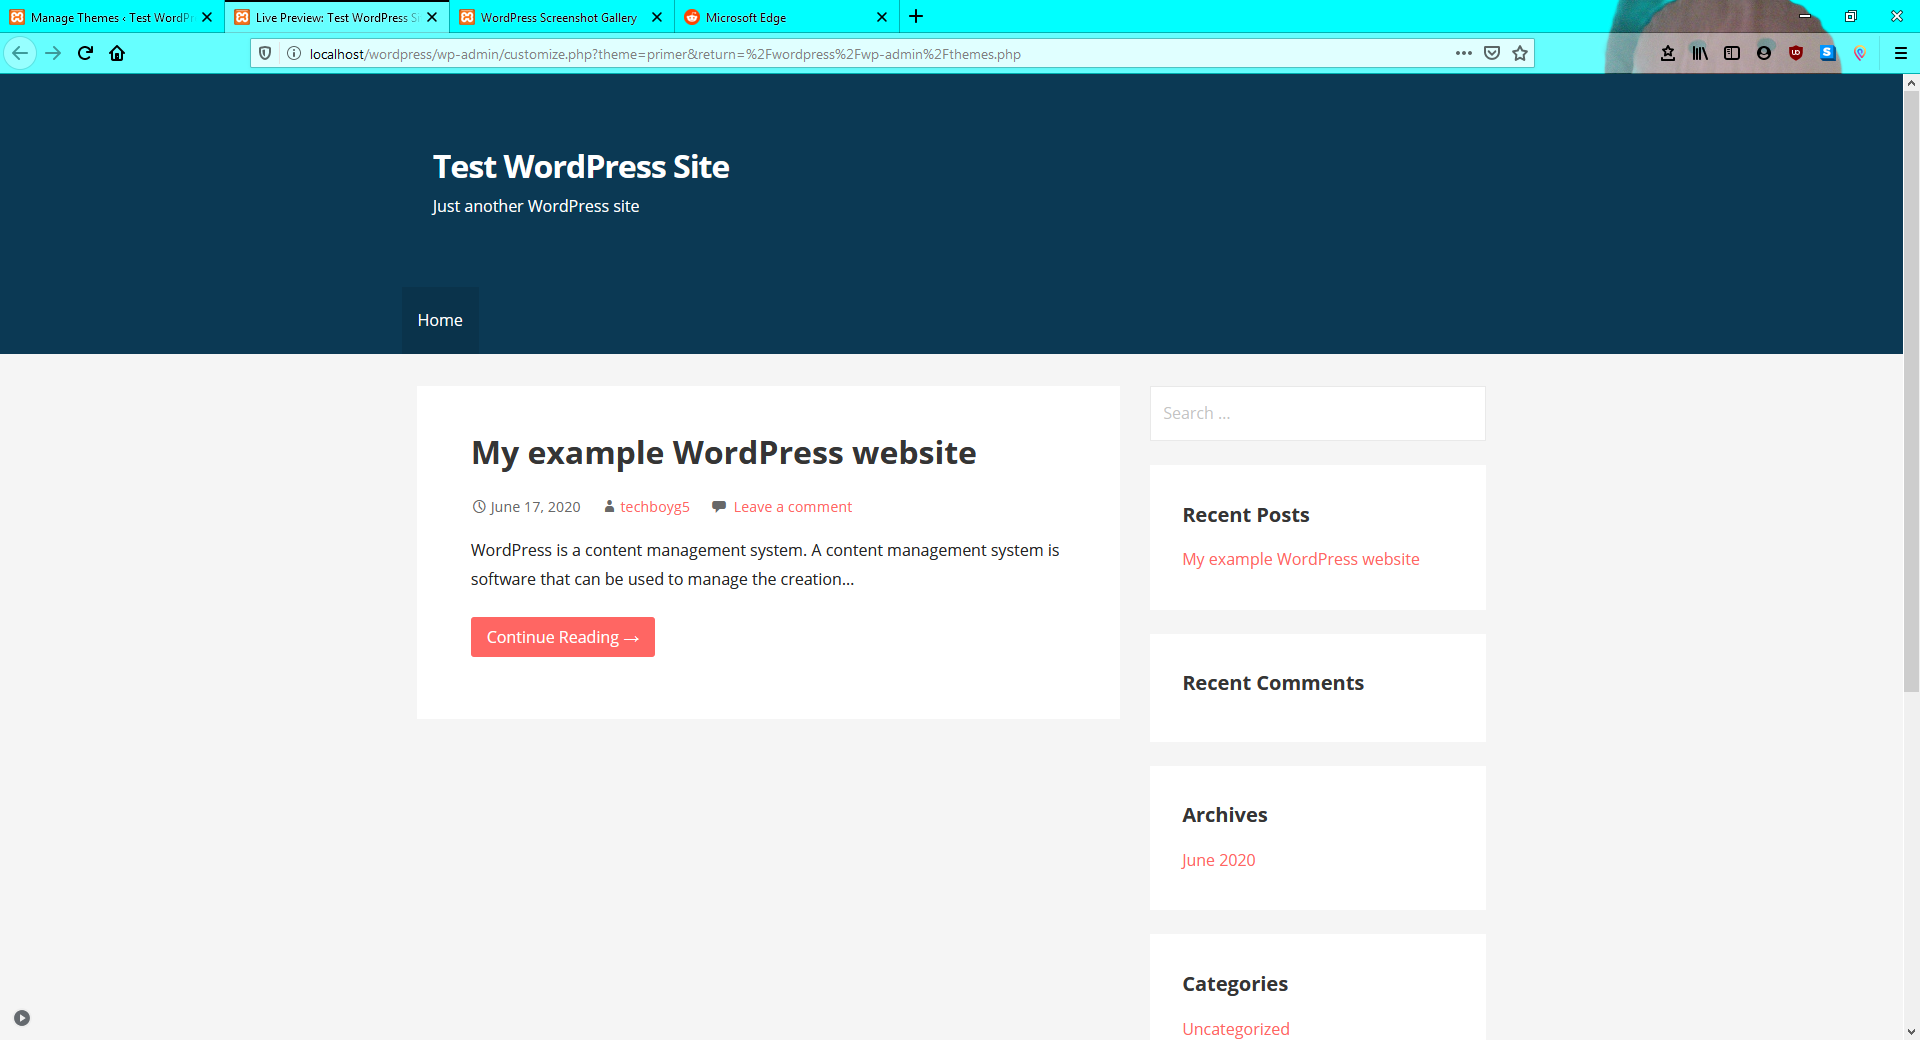 Manage Themes ‹ Test WordPr
Live Preview: Test WordPress S
WordPress Screenshot Gallery
Microsoft Edge
localhost/wordpress/wp-admin/customize.php?theme=primer&return=%2Fwordpress%2Fwp-admin%2Fthemes.php
Test WordPress Site
Just another WordPress site
Home
My example WordPress website
June 17, 2020 techboyg5 Leave a comment
WordPress is a content management system. A content management system is
software that can be used to manage the creation…
Continue Reading →
Search …
Recent Posts
My example WordPress website
Recent Comments
Archives
June 2020
Categories
Uncategorized